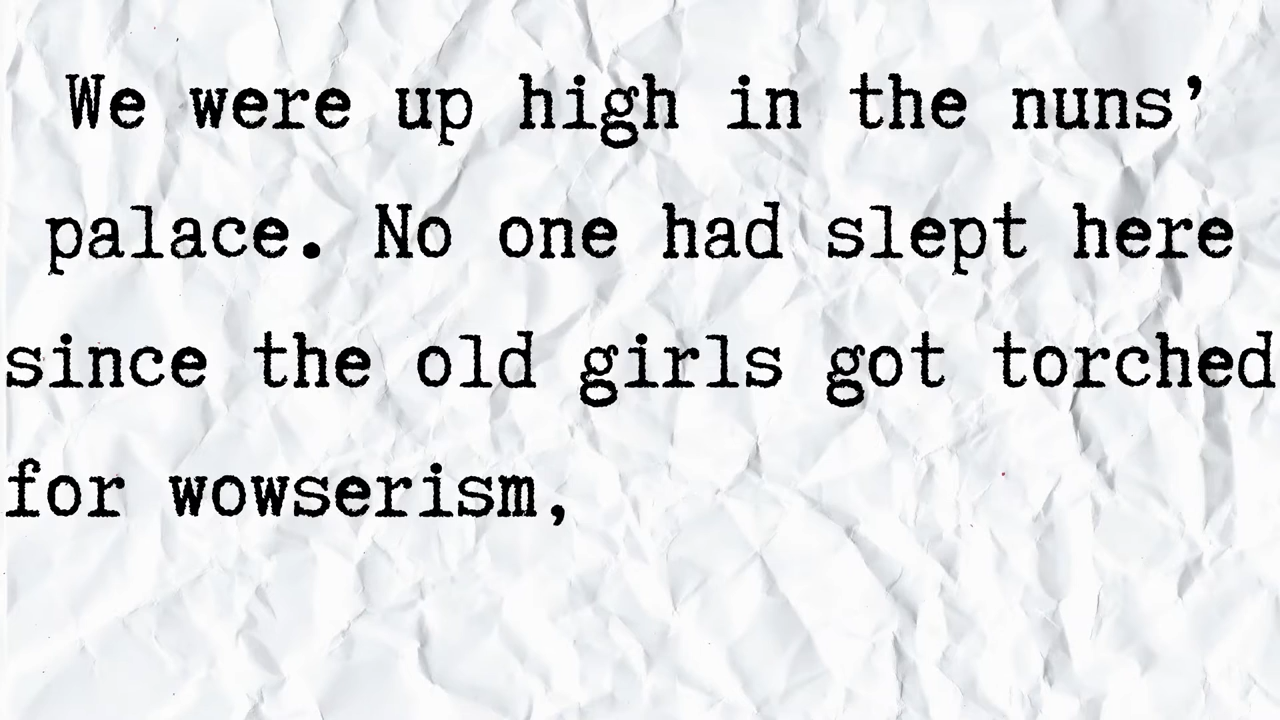 We were up high in the nuns’
palace. No one had slept here
since the old girls got torched
for wowserism,